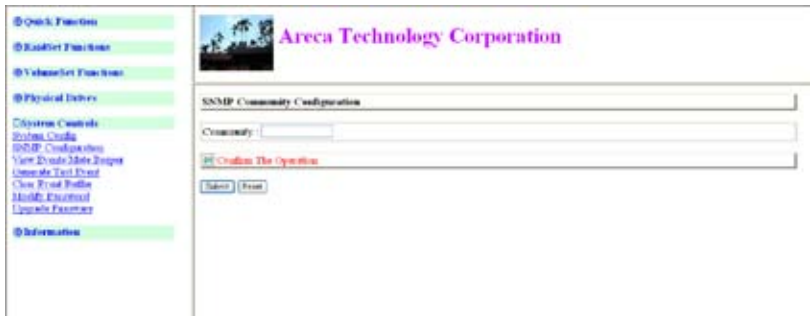 Quick Function
RaidSet Functions
VolumeSet Functions
Physical Drives
System Controls
System Config
SNMP Configuration
View Events/Mute Beeper
Generate Test Event
Clear Event Buffer
Modify Password
Upgrade Firmware
Information
Areca Technology Corporation
SNMP Community Configuration
Community :
Confirm The Operation
Submit Reset